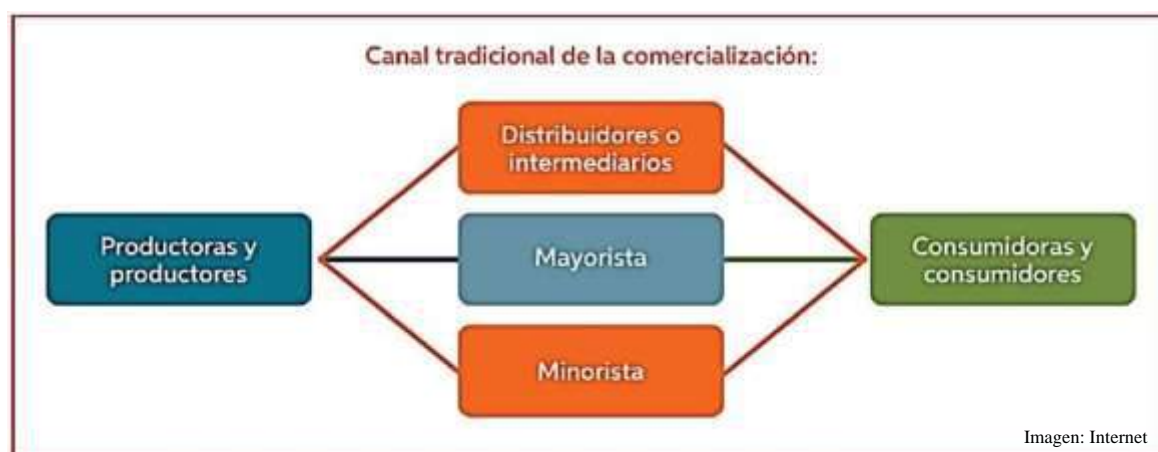 Canal tradicional de la comercialización:
Distribuidores o
intermediarios
Productoras y
productores
Mayorista
Consumidoras y
consumidores
Minorista
Imagen: Internet